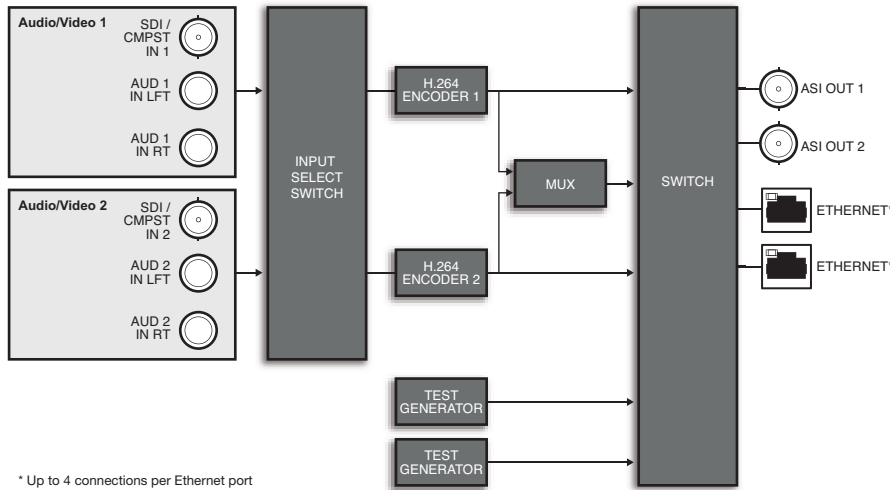 Audio/Video 1
SDI /
CMPST
IN 1
AUD 1
IN LFT
AUD 1
IN RT
Audio/Video 2
SDI /
CMPST
IN 2
AUD 2
IN LFT
AUD 2
IN RT
INPUT
SELECT
SWITCH
H.264
ENCODER 1
MUX
H.264
ENCODER 2
TEST
GENERATOR
TEST
GENERATOR
SWITCH
ASI OUT 1
ASI OUT 2
ETHERNET*
ETHERNET*
* Up to 4 connections per Ethernet port